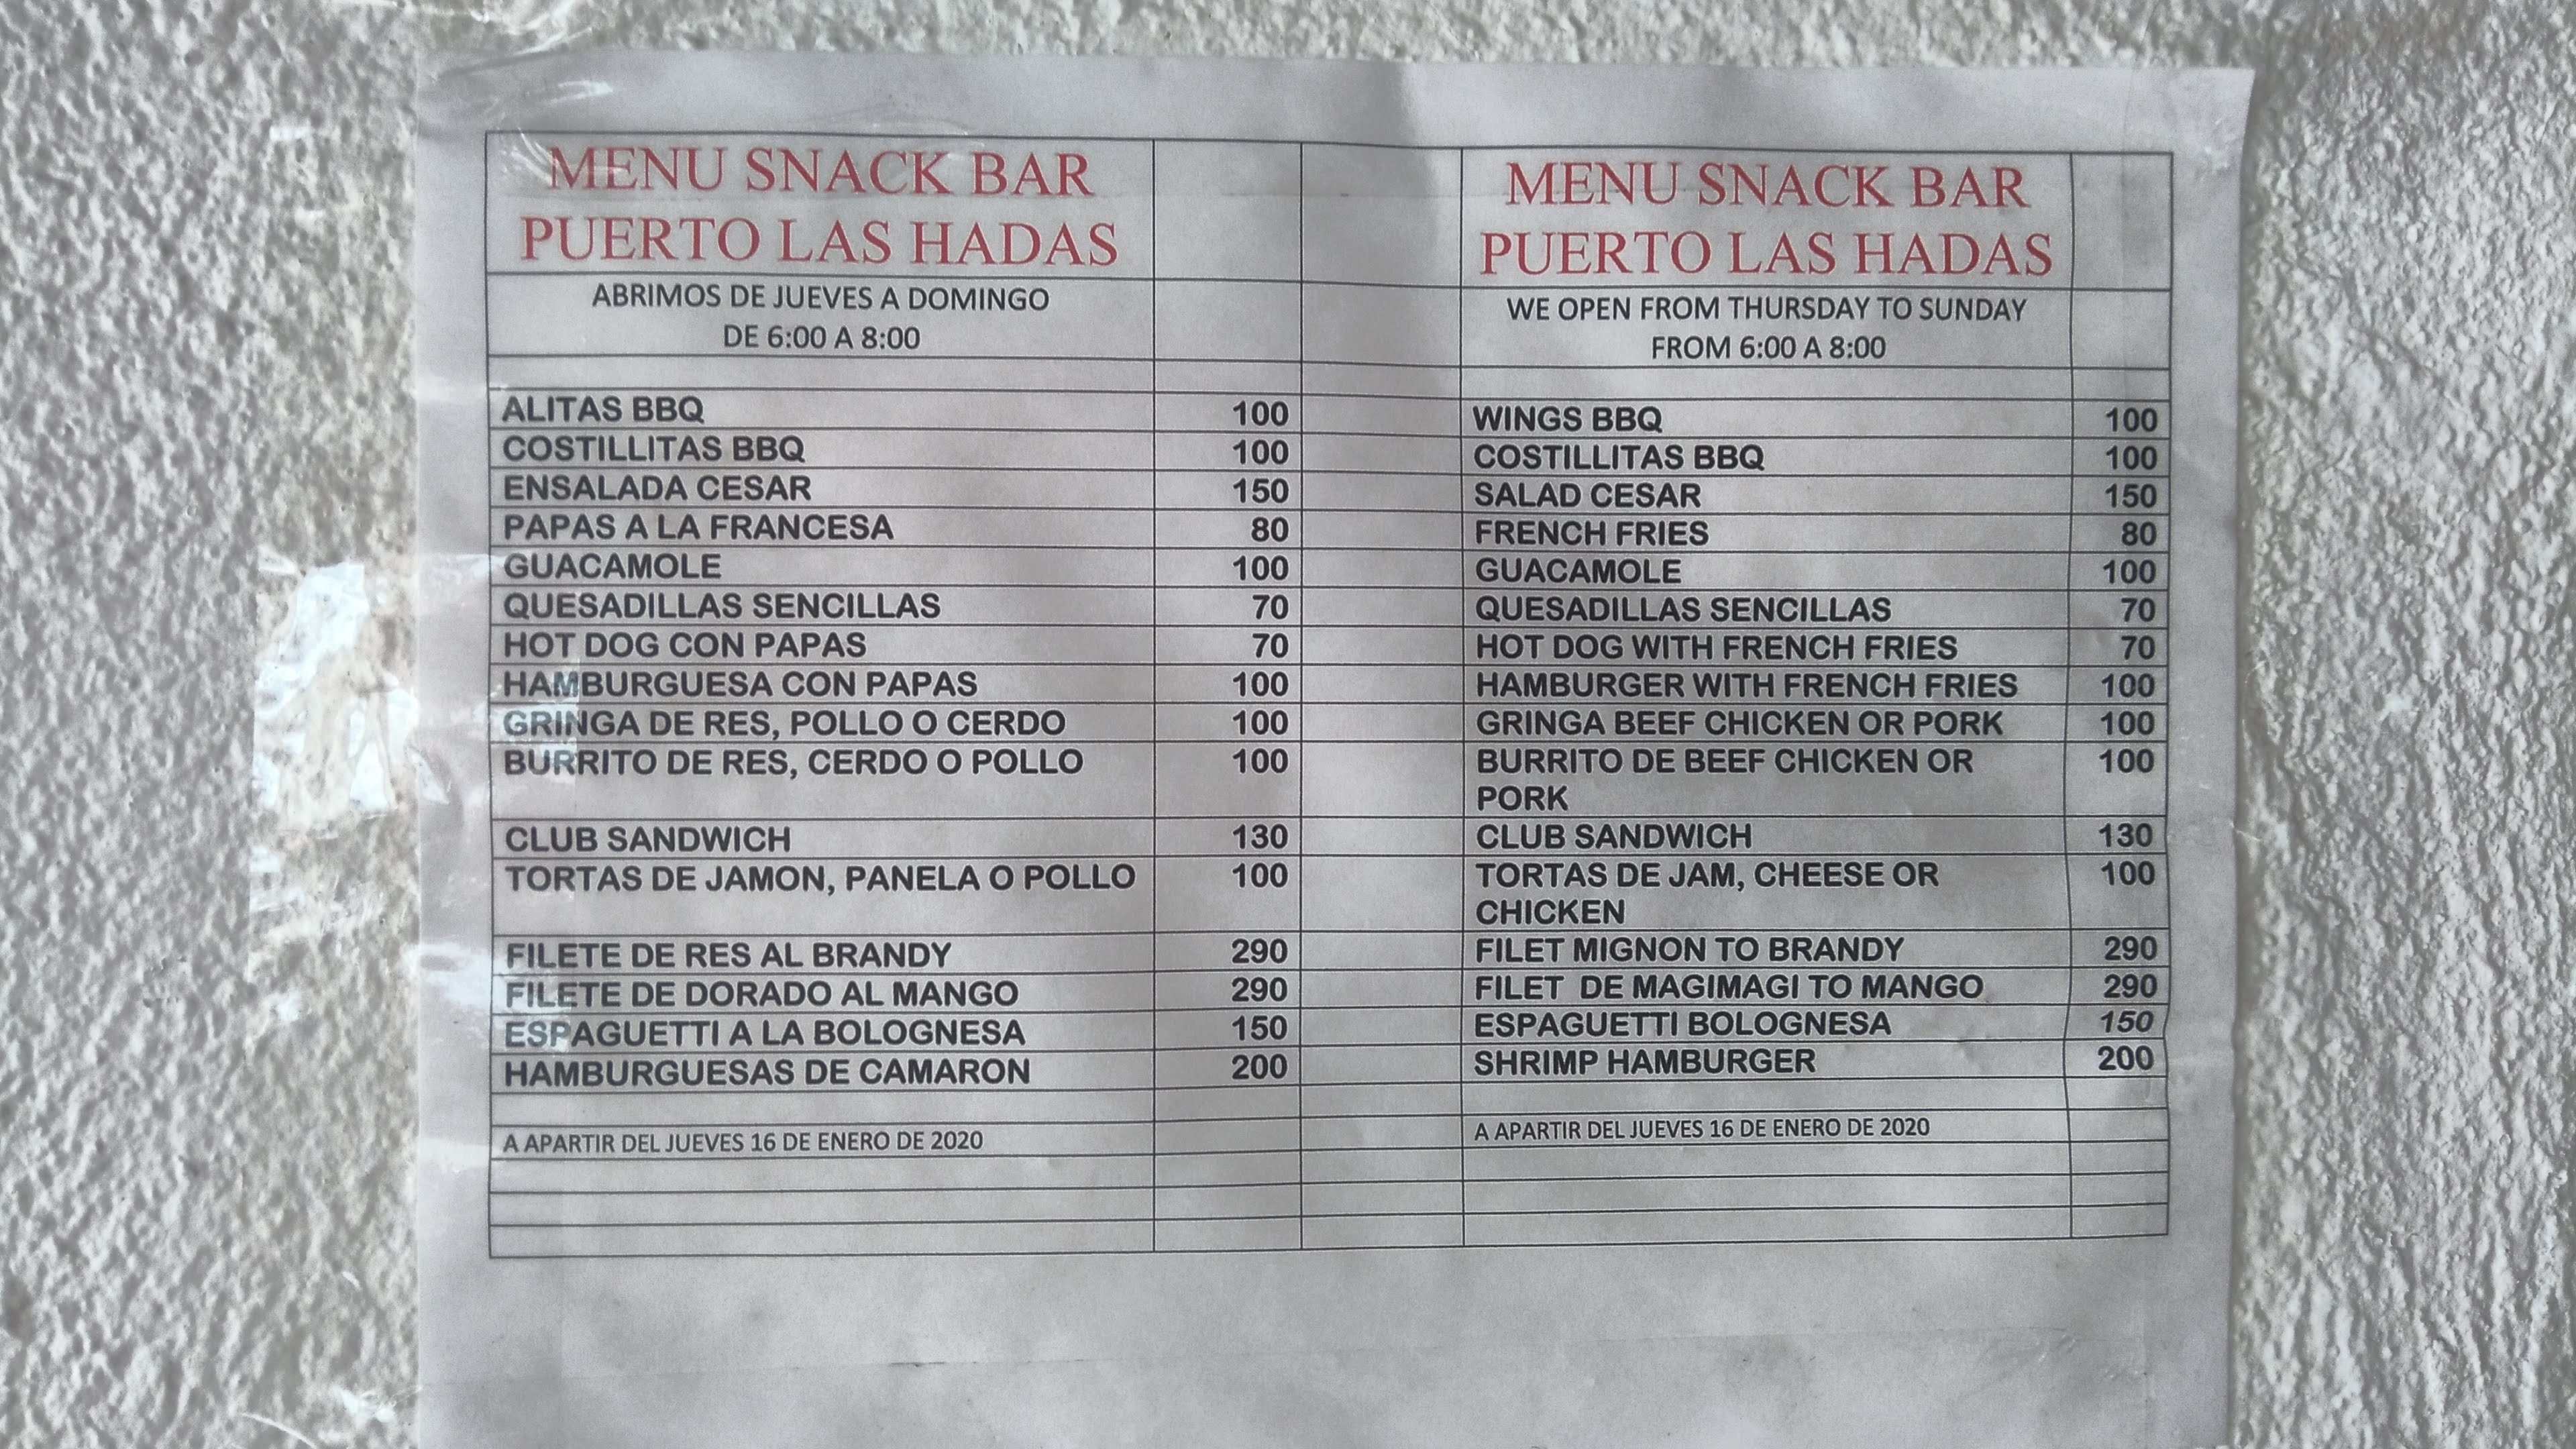 MENU SNACK BAR
PUERTO LAS HADAS
ABRIMOS DE JUEVES A DOMINGO
DE 6:00 A 8:00
ALITAS BBQ 100
COSTILLITAS BBQ 100
ENSALADA CESAR 150
PAPAS A LA FRANCESA 80
GUACAMOLE 100
QUESADILLAS SENCILLAS 70
HOT DOG CON PAPAS 70
HAMBURGUESA CON PAPAS 100
GRINGA DE RES, POLLO O CERDO 100
BURRITO DE RES, CERDO O POLLO 100
CLUB SANDWICH 130
TORTAS DE JAMON, PANELA O POLLO 100
FILETE DE RES AL BRANDY 290
FILETE DE DORADO AL MANGO 290
ESPAGUETTI A LA BOLOGNESA 150
HAMBURGUESAS DE CAMARON 200
A APARTIR DEL JUEVES 16 DE ENERO DE 2020
MENU SNACK BAR
PUERTO LAS HADAS
WE OPEN FROM THURSDAY TO SUNDAY
FROM 6:00 A 8:00
WINGS BBQ 100
COSTILLITAS BBQ 100
SALAD CESAR 150
FRENCH FRIES 80
GUACAMOLE 100
QUESADILLAS SENCILLAS 70
HOT DOG WITH FRENCH FRIES 70
HAMBURGER WITH FRENCH FRIES 100
GRINGA BEEF CHICKEN OR PORK 100
BURRITO DE BEEF CHICKEN OR 100
PORK
CLUB SANDWICH 130
TORTAS DE JAM, CHEESE OR 100
CHICKEN
FILET MIGNON TO BRANDY 290
FILET DE MAGIMAGI TO MANGO 290
ESPAGUETTI BOLOGNESA 150
SHRIMP HAMBURGER 200
A APARTIR DEL JUEVES 16 DE ENERO DE 2020